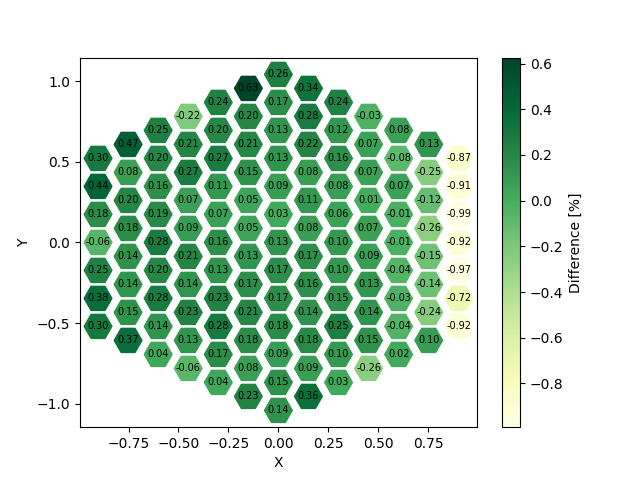 0.26
0.63 0.34
0.24 0.17 0.24
-0.22 0.20 0.28 -0.03
0.25 0.20 0.13 0.12 0.08
0.47 0.21 0.21 0.22 0.07 0.13
0.30 0.20 0.27 0.13 0.16 -0.08 -0.87
0.08 0.27 0.15 0.08 0.11 -0.25
0.44 0.16 0.11 0.09 0.08 0.07 -0.91
0.20 0.07 0.05 0.11 0.01 -0.12
0.18 0.19 0.07 0.03 0.06 -0.01 -0.99
0.18 0.09 0.05 0.08 0.07 -0.26
-0.06 0.28 0.16 0.13 0.10 -0.01 -0.92
0.14 0.21 0.13 0.17 0.09 -0.15
0.25 0.20 0.13 0.17 0.10 -0.04 -0.97
0.14 0.14 0.17 0.16 0.13 -0.14
0.38 0.28 0.23 0.17 0.15 -0.03 -0.72
0.15 0.23 0.21 0.14 0.14 -0.24
0.30 0.14 0.28 0.18 0.25 -0.04 -0.92
0.37 0.13 0.18 0.18 0.15 0.10
0.04 0.17 0.18 0.10 0.02
-0.06 0.08 0.09 -0.26
0.04 0.15 0.03
0.23 0.36
0.14
1.0
0.5
0.0
−0.5
−1.0
Y
−0.75 −0.50 −0.25 0.00 0.25 0.50 0.75
X
0.6
0.4
0.2
0.0
−0.2
−0.4
−0.6
−0.8
Difference [%]